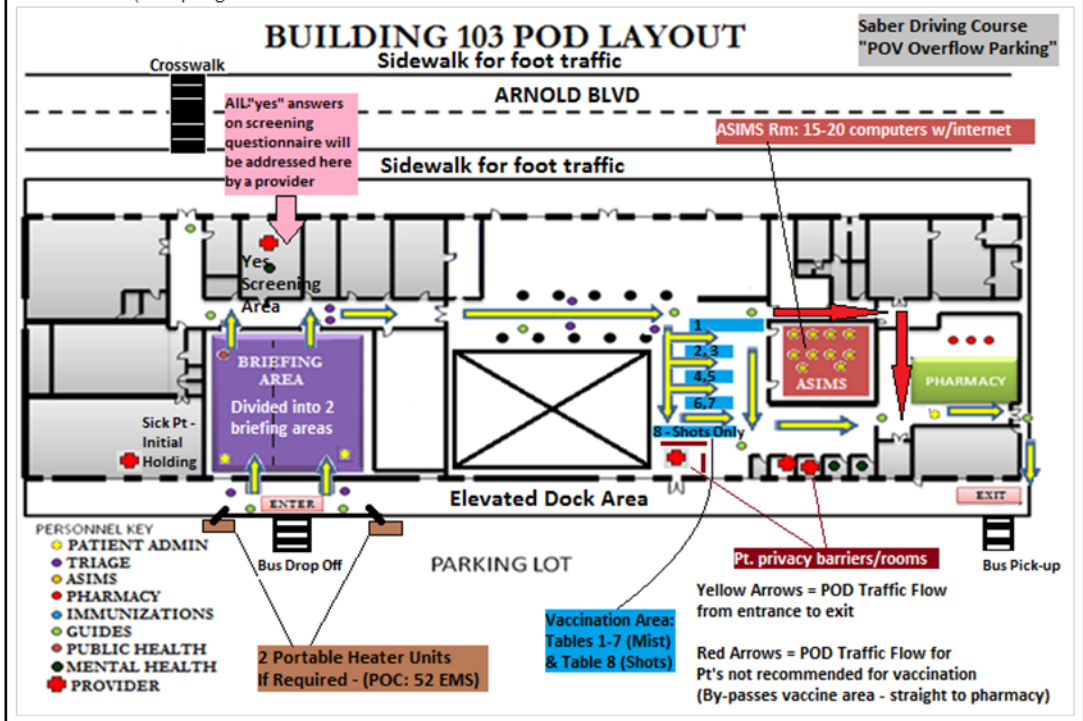 BUILDING 103 POD LAYOUT
Saber Driving Course
"POV Overflow Parking"
Sidewalk for foot traffic
Crosswalk
ARNOLD BLVD
AIL"yes" answers
on screening
questionnaire will
be addressed here
by a provider
ASIMS Rm: 15-20 computers w/internet
Sidewalk for foot traffic
Yes
Screening
Area
1
2, 3
4,5
6,7
8 - Shots Only
BRIEFING
AREA
Divided into 2
briefing areas
ASIMS
PHARMACY
Sick Pt -
Initial
Holding
ENTER
Elevated Dock Area
EXIT
PERSONNEL KEY
PATIENT ADMIN
TRIAGE
ASIMS
PHARMACY
IMMUNIZATIONS
GUIDES
PUBLIC HEALTH
MENTAL HEALTH
PROVIDER
Bus Drop Off
PARKING LOT
Pt. privacy barriers/rooms
Bus Pick-up
Yellow Arrows = POD Traffic Flow
from entrance to exit
Vaccination Area:
Tables 1-7 (Mist)
& Table 8 (Shots)
2 Portable Heater Units
If Required - (POC: 52 EMS)
Red Arrows = POD Traffic Flow for
Pt's not recommended for vaccination
(By-passes vaccine area - straight to pharmacy)